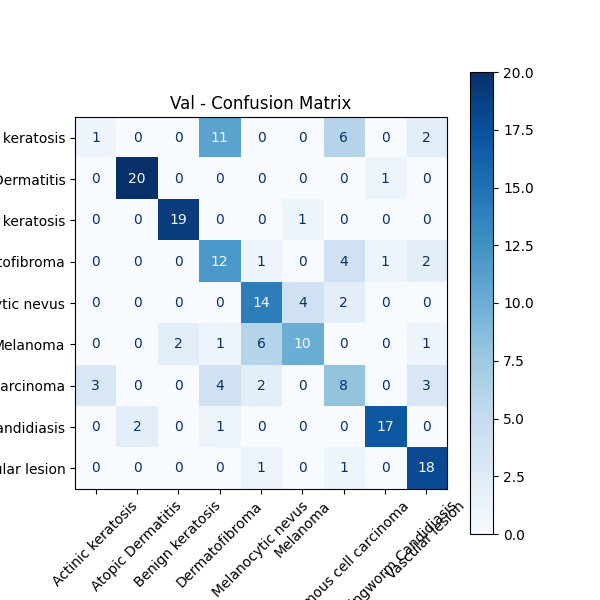 Val - Confusion Matrix
keratosis 1 0 0 11 0 0 6 0 2
Dermatitis 0 20 0 0 0 0 0 1 0
keratosis 0 0 19 0 0 1 0 0 0
tofibroma 0 0 0 12 1 0 4 1 2
ytic nevus 0 0 0 0 14 4 2 0 0
Melanoma 0 0 2 1 6 10 0 0 1
arcinoma 3 0 0 4 2 0 8 0 3
andidiasis 0 2 0 1 0 0 0 17 0
ular lesion 0 0 0 0 1 0 1 0 18
Actinic keratosis
Atopic Dermatitis
Benign keratosis
Dermatofibroma
Melanocytic nevus
Melanoma
mous cell carcinoma
ngworm Candidiasis
Vascular lesion
20.0
17.5
15.0
12.5
10.0
7.5
5.0
2.5
0.0